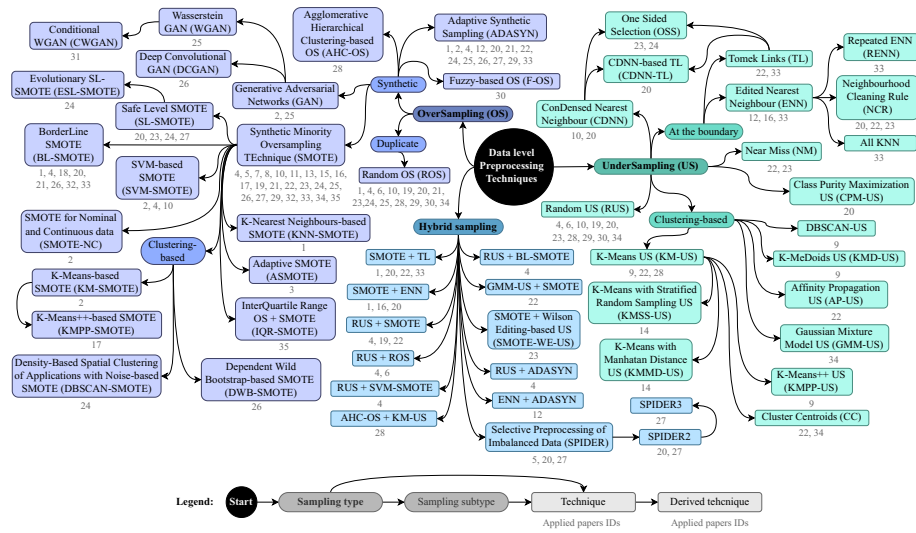 Conditional
WGAN (CWGAN)
31
Wasserstein
GAN (WGAN)
25
Agglomerative
Hierarchical
Clustering-based
OS (AHC-OS)
28
Adaptive Synthetic
Sampling (ADASYN)
1, 2, 4, 12, 20, 21, 22,
24, 25, 26, 27, 29, 33
Fuzzy-based OS (F-OS)
30
Synthetic
Deep Convolutional
GAN (DCGAN)
26
Generative Adversarial
Networks (GAN)
2, 25
Evolutionary SL-
SMOTE (ESL-SMOTE)
24
Safe Level SMOTE
(SL-SMOTE)
20, 23, 24, 27
BorderLine
SMOTE
(BL-SMOTE)
1, 4, 18, 20,
21, 26, 32, 33
SVM-based
SMOTE
(SVM-SMOTE)
2, 4, 10
Synthetic Minority
Oversampling
Technique (SMOTE)
4, 5, 7, 8, 10, 11, 13, 15, 16,
17, 19, 21, 22, 23, 24, 25,
26, 27, 29, 32, 33, 34, 35
OverSampling (OS)
Duplicate
Random OS (ROS)
1, 4, 6, 10, 19, 20, 21,
23,24, 25, 28, 29, 30, 34
SMOTE for Nominal
and Continuous data
(SMOTE-NC)
2
Clustering-
based
K-Nearest Neighbours-based
SMOTE (KNN-SMOTE)
1
Adaptive SMOTE
(ASMOTE)
3
InterQuartile Range
OS + SMOTE
(IQR-SMOTE)
35
K-Means-based
SMOTE (KM-SMOTE)
2
K-Means++-based SMOTE
(KMPP-SMOTE)
17
Density-Based Spatial Clustering
of Applications with Noise-based
SMOTE (DBSCAN-SMOTE)
24
Dependent Wild
Bootstrap-based SMOTE
(DWB-SMOTE)
26
Data level
Preprocessing
Techniques
Hybrid sampling
SMOTE + TL
1, 20, 22, 33
SMOTE + ENN
1, 16, 20
RUS + SMOTE
4, 19, 22
RUS + ROS
4, 6
RUS + SVM-SMOTE
4
AHC-OS + KM-US
28
RUS + BL-SMOTE
4
GMM-US + SMOTE
22
SMOTE + Wilson
Editing-based US
(SMOTE-WE-US)
23
RUS + ADASYN
4
ENN + ADASYN
12
Selective Preprocessing of
Imbalanced Data (SPIDER)
5, 20, 27
SPIDER2
20, 27
SPIDER3
27
One Sided
Selection (OSS)
23, 24
CDNN-based TL
(CDNN-TL)
20
Tomek Links (TL)
22, 33
ConDensed Nearest
Neighbour (CDNN)
10, 20
Edited Nearest
Neighbour (ENN)
12, 16, 33
Repeated ENN
(RENN)
33
Neighbourhood
Cleaning Rule
(NCR)
20, 22, 23
All KNN
33
At the boundary
UnderSampling (US)
Near Miss (NM)
22, 23
Class Purity Maximization
US (CPM-US)
20
Random US (RUS)
4, 6, 10, 19, 20,
23, 28, 29, 30, 34
Clustering-based
DBSCAN-US
9
K-MeDoids US (KMD-US)
9
Affinity Propagation
US (AP-US)
22
Gaussian Mixture
Model US (GMM-US)
34
K-Means++ US
(KMPP-US)
9
Cluster Centroids (CC)
22, 34
K-Means US (KM-US)
9, 22, 28
K-Means with Stratified
Random Sampling US
(KMSS-US)
14
K-Means with
Manhatan Distance
US (KMMD-US)
14
Legend:
Start
Sampling type
Sampling subtype
Technique
Applied papers IDs
Derived tehcnique
Applied papers IDs